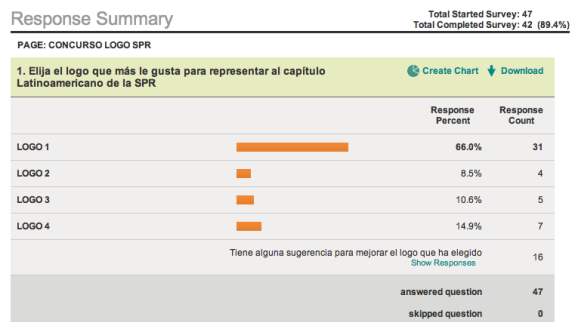 Response Summary
Total Started Survey: 47
Total Completed Survey: 42 (89.4%)
PAGE: CONCURSO LOGO SPR
1. Elija el logo que más le gusta para representar al capítulo
Latinoamericano de la SPR
Create Chart Download
Response Percent Response Count
LOGO 1 66.0% 31
LOGO 2 8.5% 4
LOGO 3 10.6% 5
LOGO 4 14.9% 7
Tiene alguna sugerencia para mejorar el logo que ha elegido 16
Show Responses
answered question 47
skipped question 0